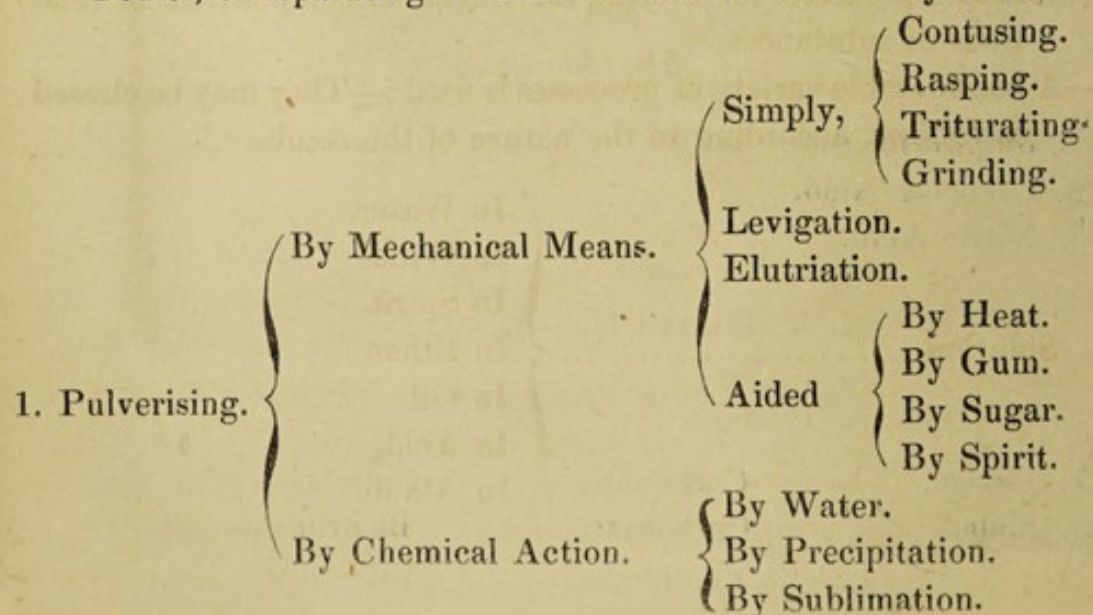 Contusing.
Rasping.
Simply,
Triturating
Grinding.
Levigation.
By Mechanical Means.
Elutriation.
By Heat.
By Gum.
1. Pulverising.
Aided
By Sugar.
By Spirit.
By Water.
By Chemical Action.
By Precipitation.
By Sublimation.